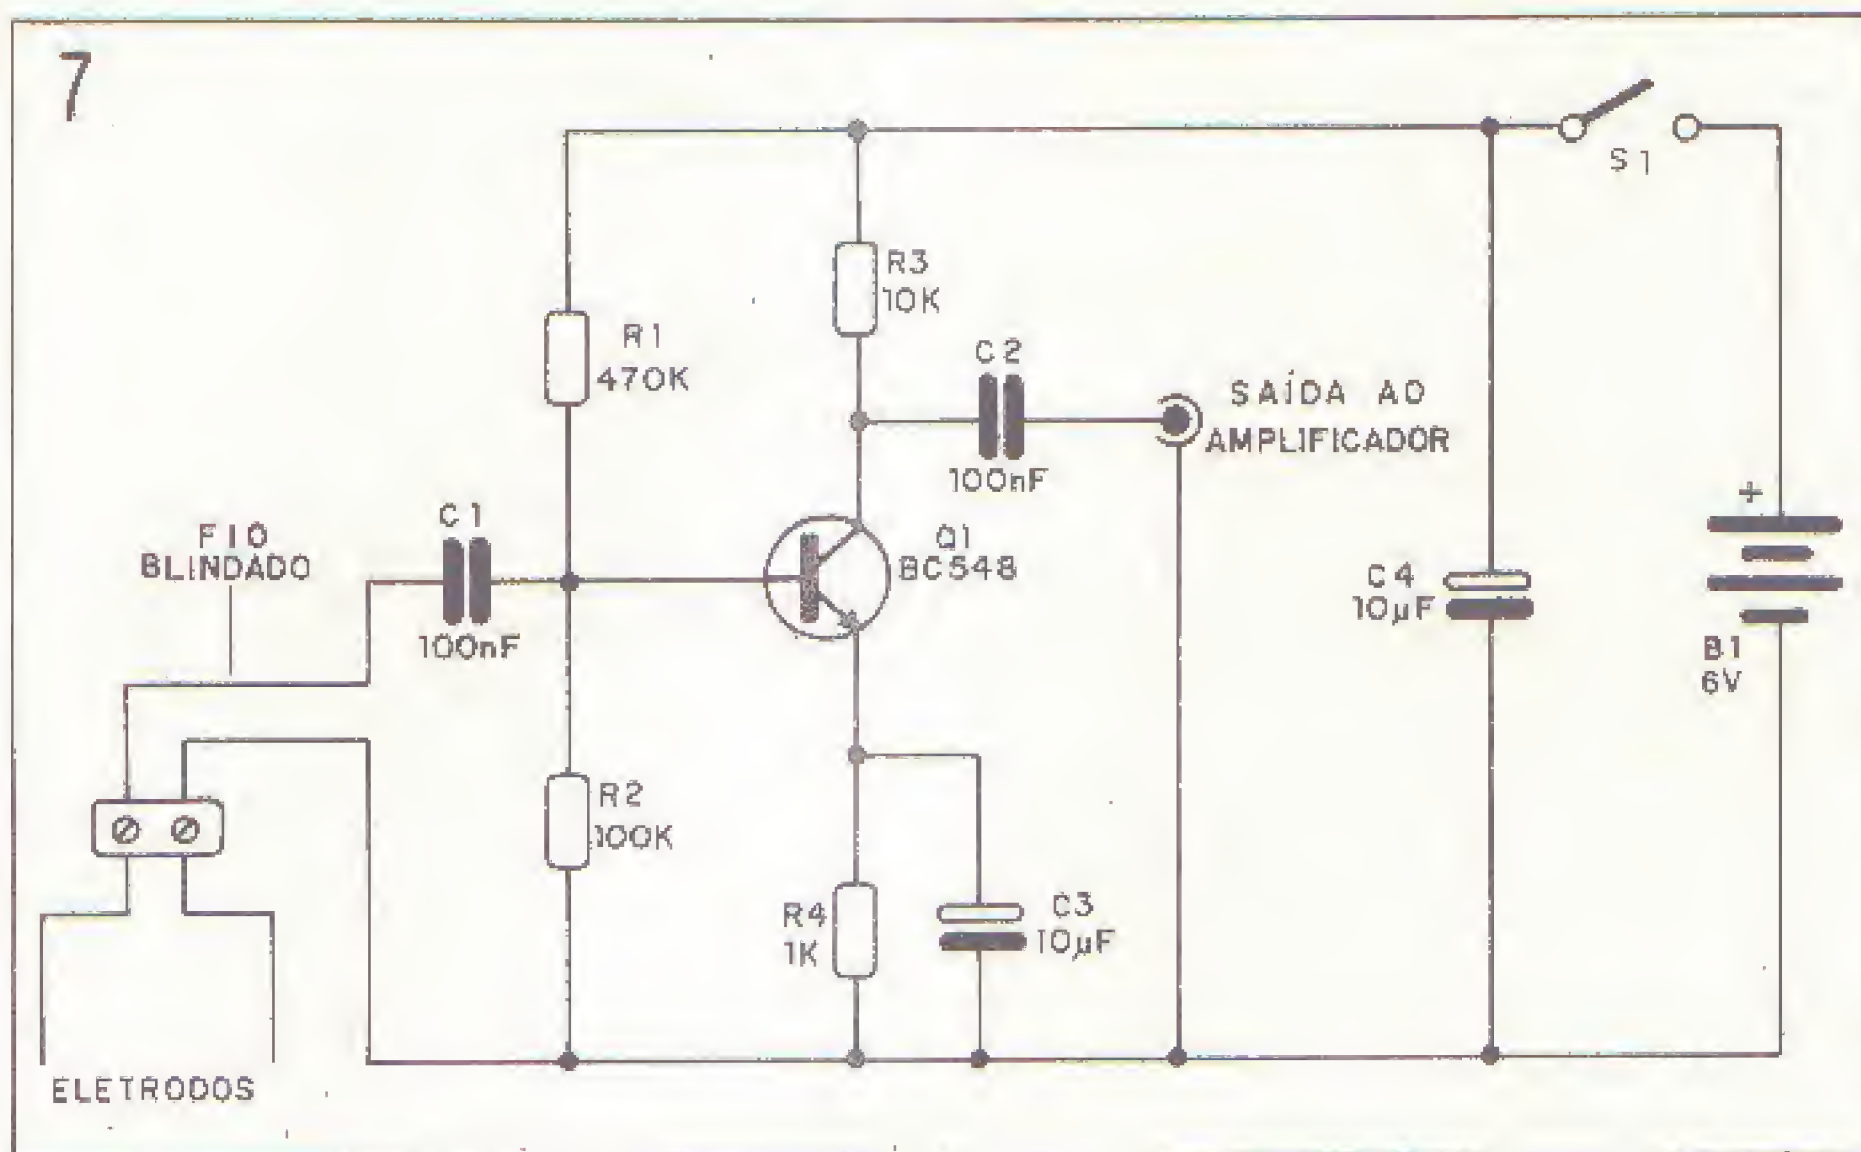 7
S1
R3
10K
R1
470K
C2
100nF
SAÍDA AO
AMPLIFICADOR
+
FIO
BLINDADO
C1
100nF
Q1
BC548
C4
10µF
B1
6V
R2
100K
R4
1K
C3
10µF
ELETRODOS